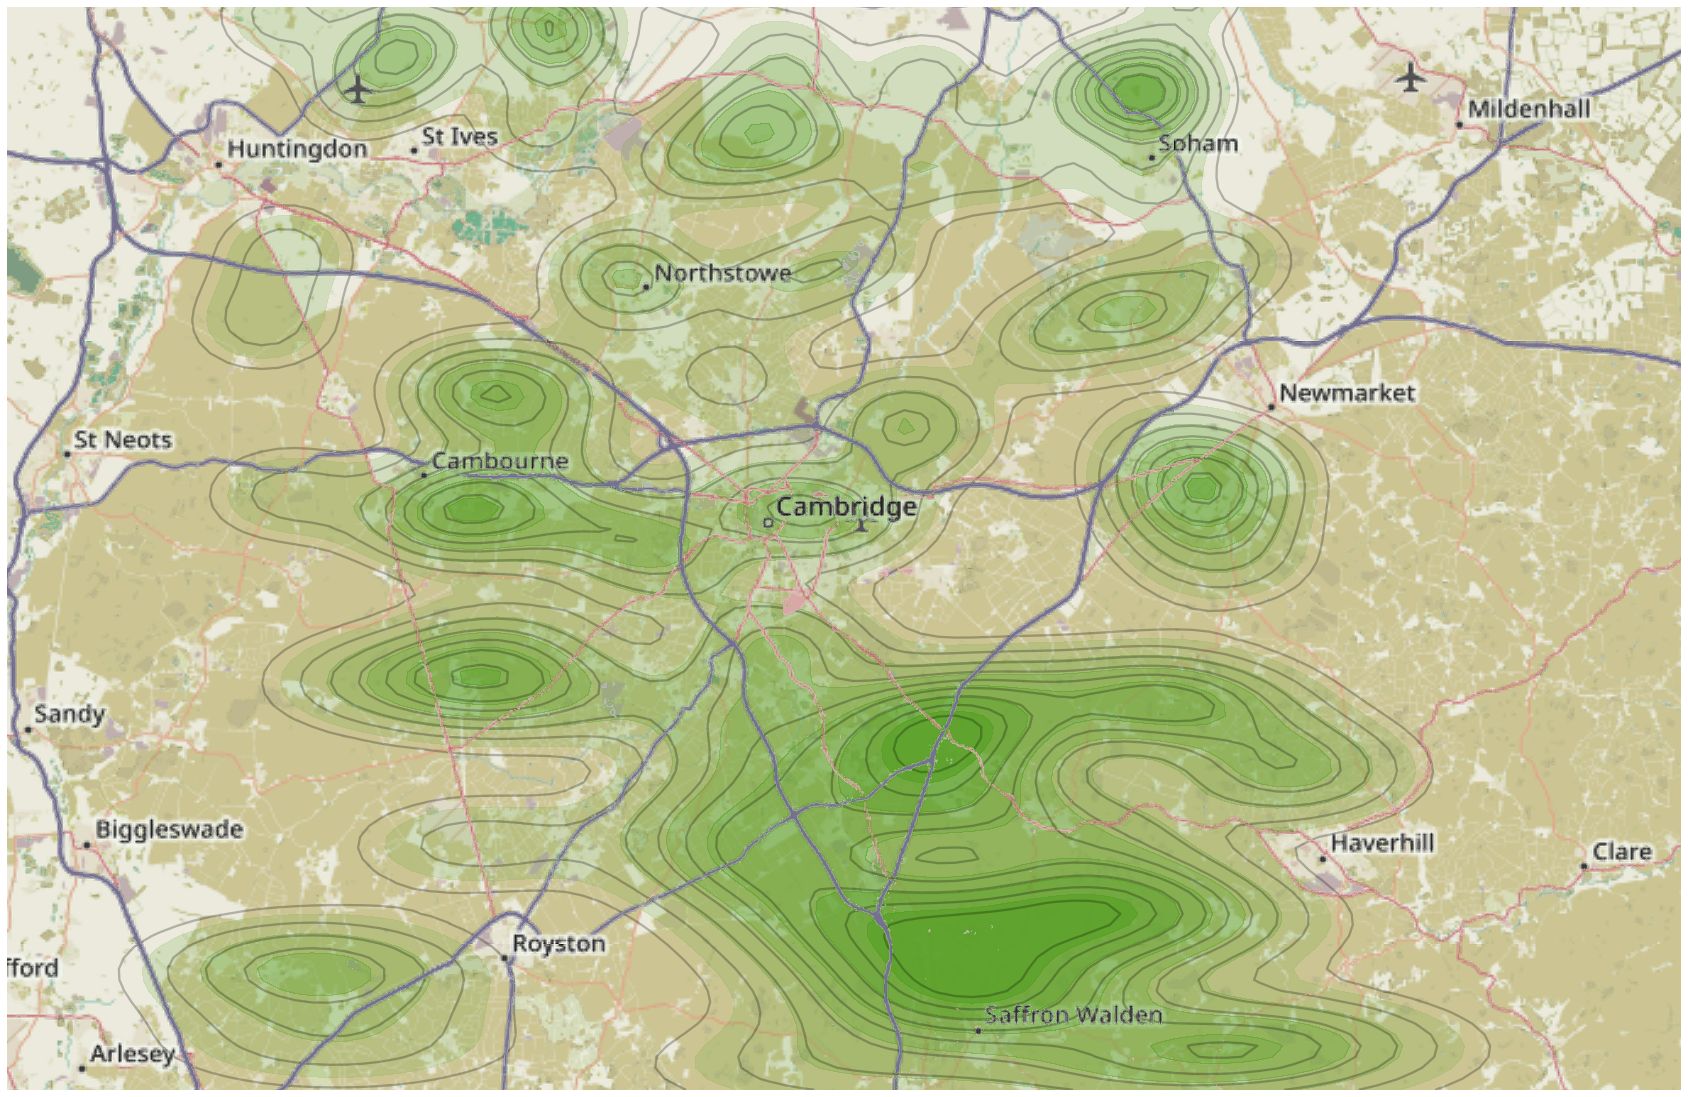 Mildenhall
St Ives
Huntingdon
Soham
Northstowe
Newmarket
St Neots
Cambourne
Cambridge
Sandy
Biggleswade
Haverhill
Clare
Royston
fford
Saffron Walden
Arlesey